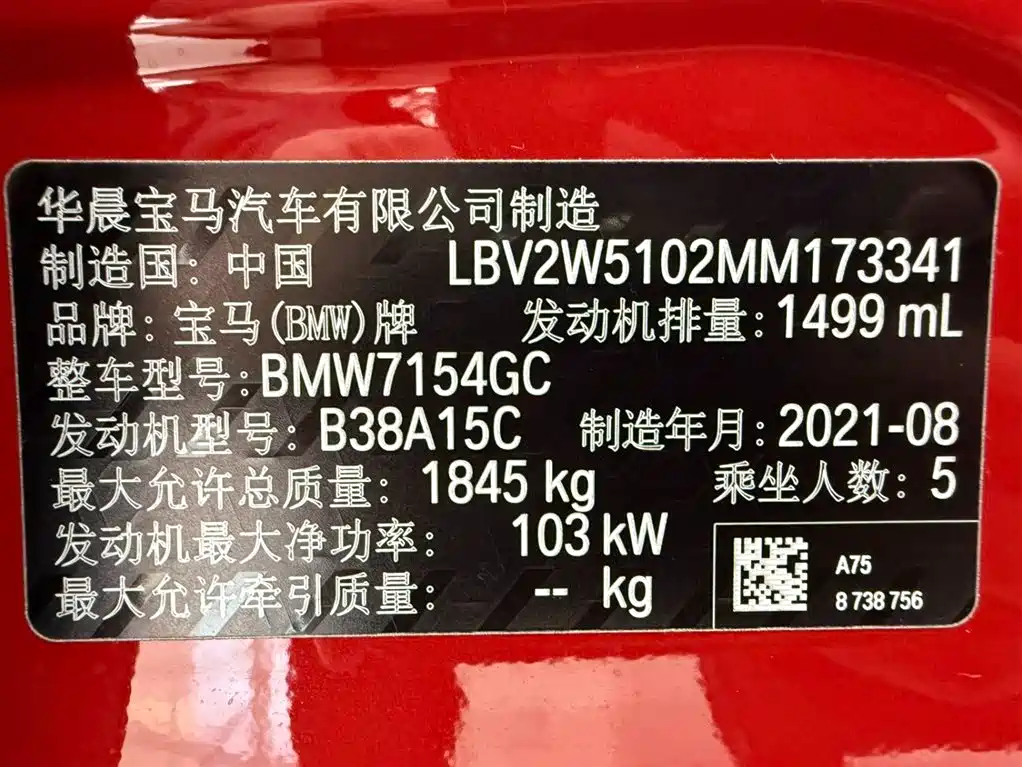 华晨宝马汽车有限公司制造
制造国: 中国 LBV2W5102MM173341
品牌: 宝马(BMW)牌 发动机排量: 1499 mL
整车型号: BMW7154GC
发动机型号: B38A15C 制造年月: 2021-08
最大允许总质量: 1845 kg 乘坐人数: 5
发动机最大净功率: 103 kW
最大允许牵引质量: -- kg
A75
8 738 756